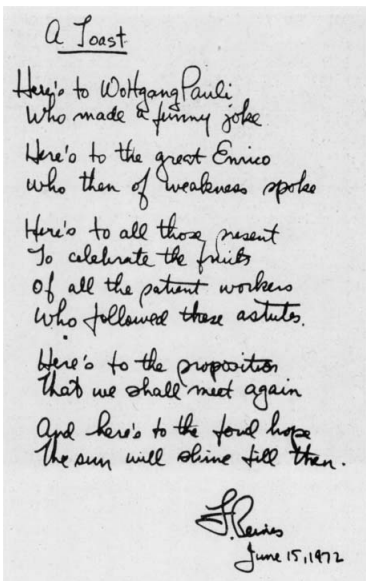 A Toast
Here's to Wolfgang Pauli
Who made a funny joke
Here's to the great Enrico
Who then of weakness spoke
Here's to all those present
To celebrate the fruits
Of all the patient workers
Who followed these astutes.
Here's to the proposition
That we shall meet again
And here's to the fond hope
The sun will shine till then.
F. Reines
June 15, 1972